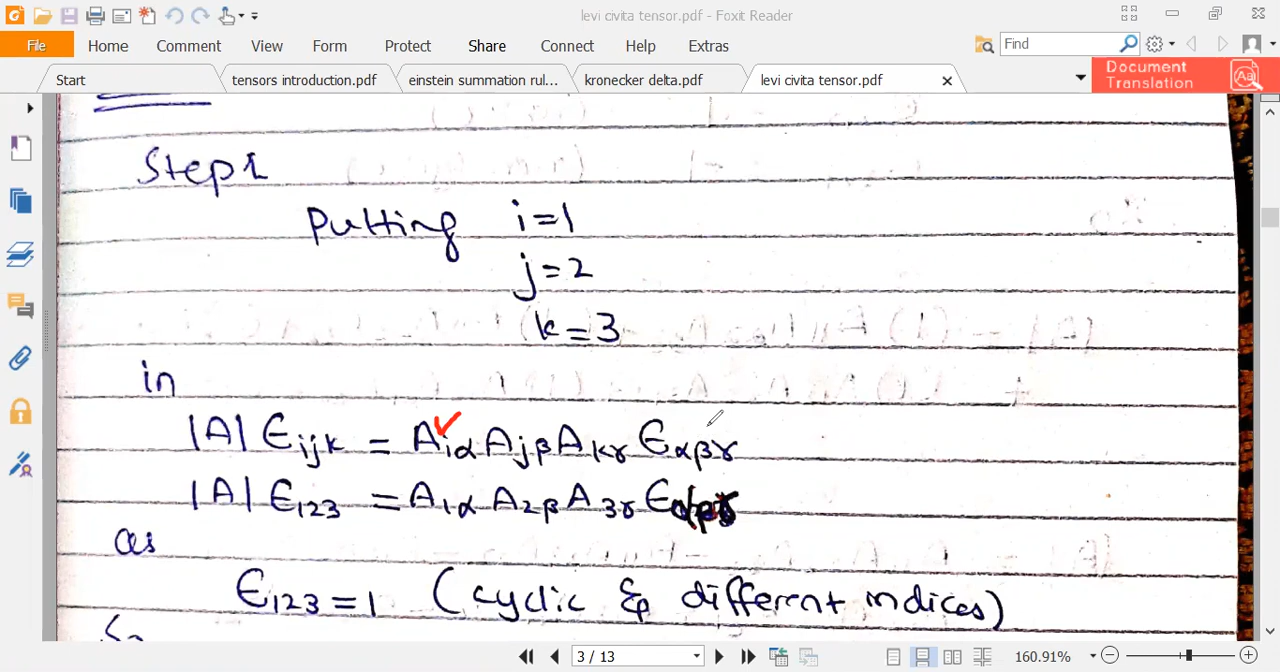 levi civita tensor.pdf - Foxit Reader
File Home Comment View Form Protect Share Connect Help Extras Find
Start tensors introduction.pdf einstein summation rul... kronecker delta.pdf levi civita tensor.pdf Document Translation
Step 1
Putting i=1
j=2
k=3
in
|A| ϵijk = Aiα Ajβ Akγ ϵαβγ
|A| ϵ123 = A1α A2β A3γ ϵαβγ
as
ϵ123 = 1 (cyclic & different indices)
3 / 13 160.91%